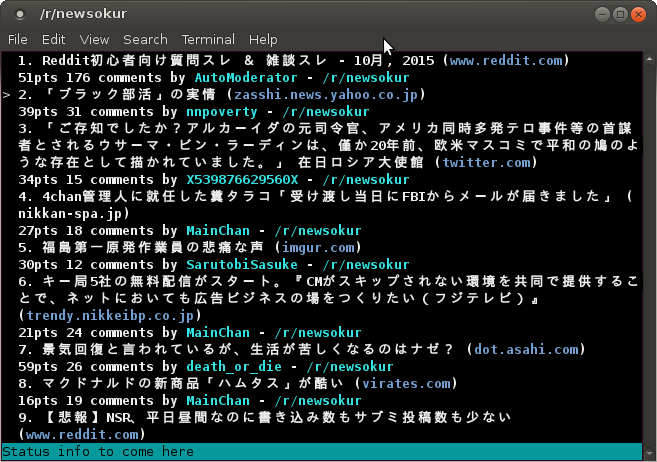 /r/newsokur
File Edit View Search Terminal Help
1. Reddit初心者向け質問スレ & 雑談スレ - 10月, 2015 (www.reddit.com)
51pts 176 comments by AutoModerator - /r/newsokur
> 2. 「ブラック部活」の実情 (zasshi.news.yahoo.co.jp)
39pts 31 comments by nnpoverty - /r/newsokur
3. 「ご存知でしたか？アルカーイダの元司令官、アメリカ同時多発テロ事件等の首謀
者とされるウサーマ・ビン・ラーディンは、僅か20年前、欧米マスコミで平和の鳩のよ
うな存在として描かれていました。」 在日ロシア大使館 (twitter.com)
34pts 15 comments by X539876629560X - /r/newsokur
4. 4chan管理人に就任した糞タラコ「受け渡し当日にFBIからメールが届きました」 (
nikkan-spa.jp)
27pts 18 comments by MainChan - /r/newsokur
5. 福島第一原発作業員の悲痛な声 (imgur.com)
30pts 12 comments by SarutobiSasuke - /r/newsokur
6. キー局5社の無料配信がスタート。『CMがスキップされない環境を共同で提供するこ
とで、ネットにおいても広告ビジネスの場をつくりたい（フジテレビ）』
(trendy.nikkeibp.co.jp)
21pts 24 comments by MainChan - /r/newsokur
7. 景気回復と言われているが、生活が苦しくなるのはナゼ？ (dot.asahi.com)
59pts 26 comments by death_or_die - /r/newsokur
8. マクドナルドの新商品「ハムタス」が酷い (virates.com)
16pts 19 comments by MainChan - /r/newsokur
9. 【悲報】NSR、平日昼間なのに書き込み数もサブミ投稿数も少ない
(www.reddit.com)
Status info to come here